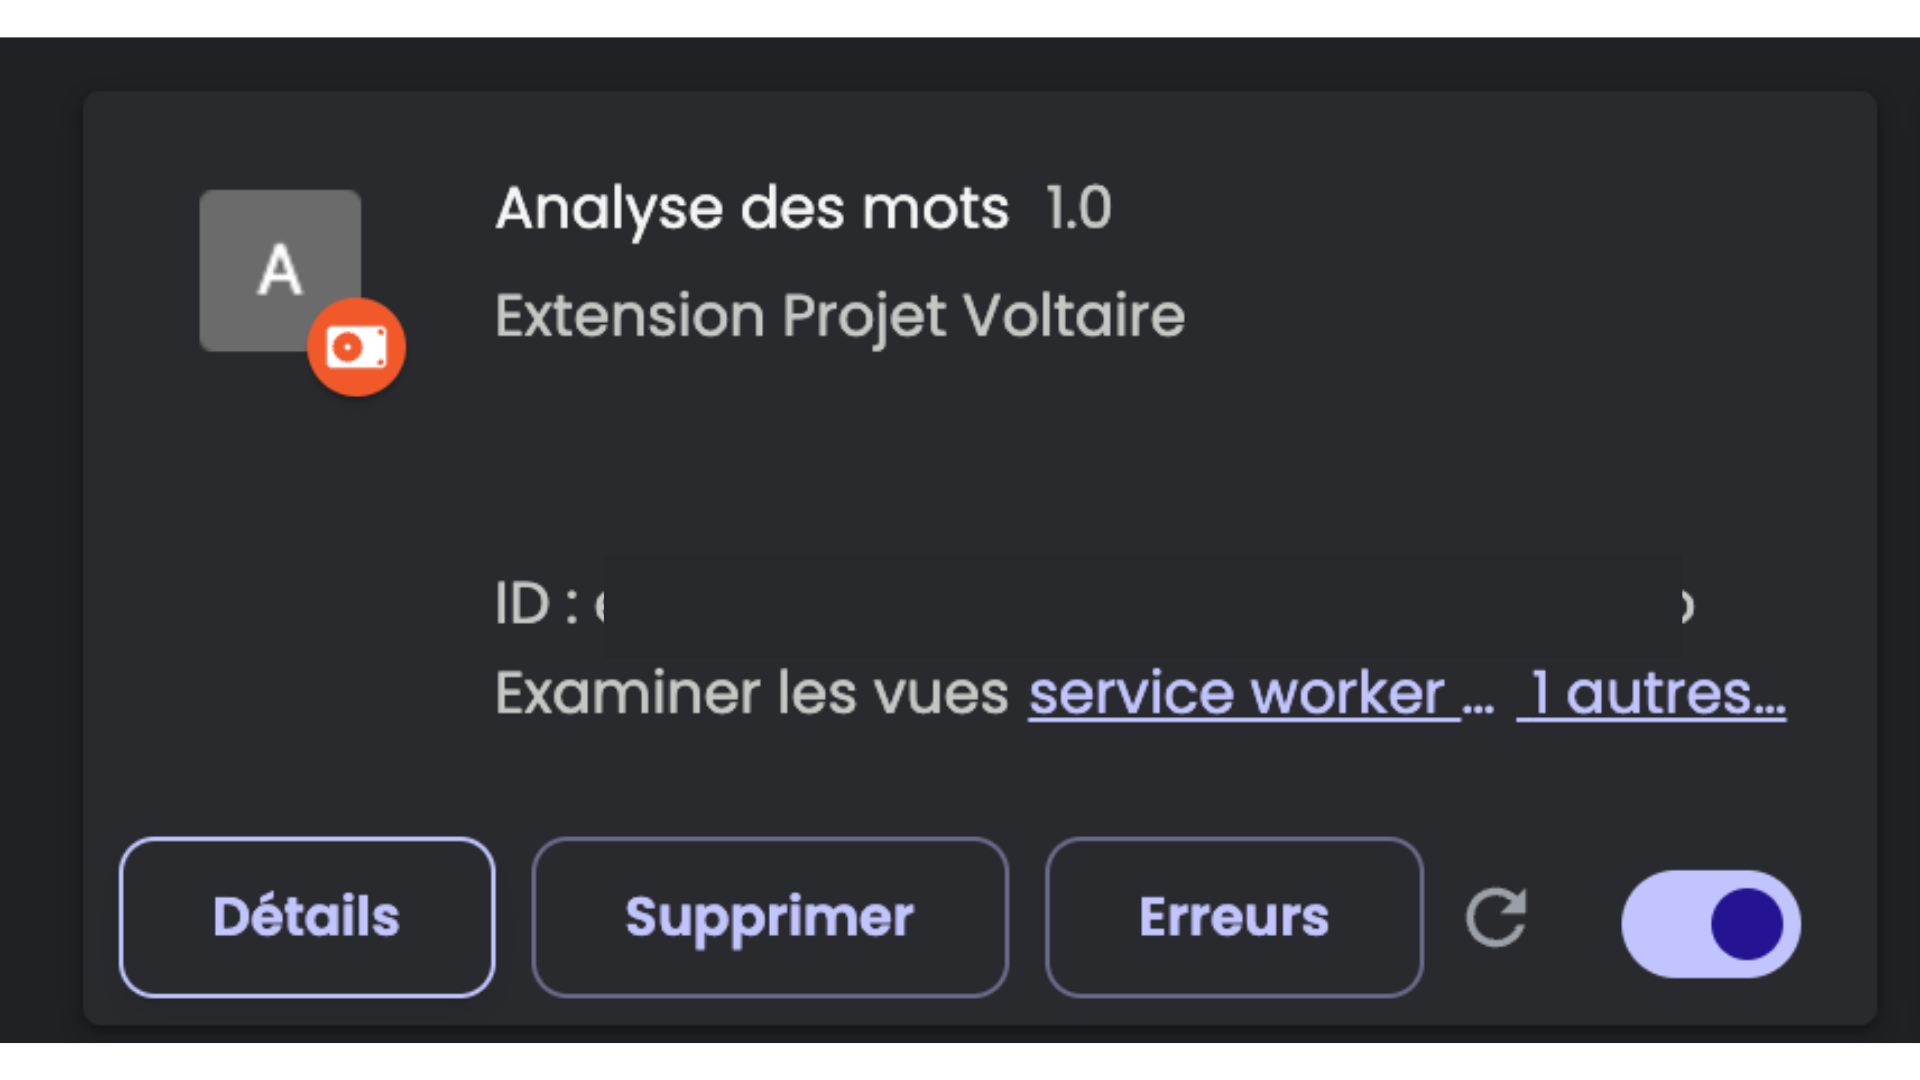 A
Analyse des mots 1.0
Extension Projet Voltaire
ID :
Examiner les vues service worker ... 1 autres...
Détails
Supprimer
Erreurs